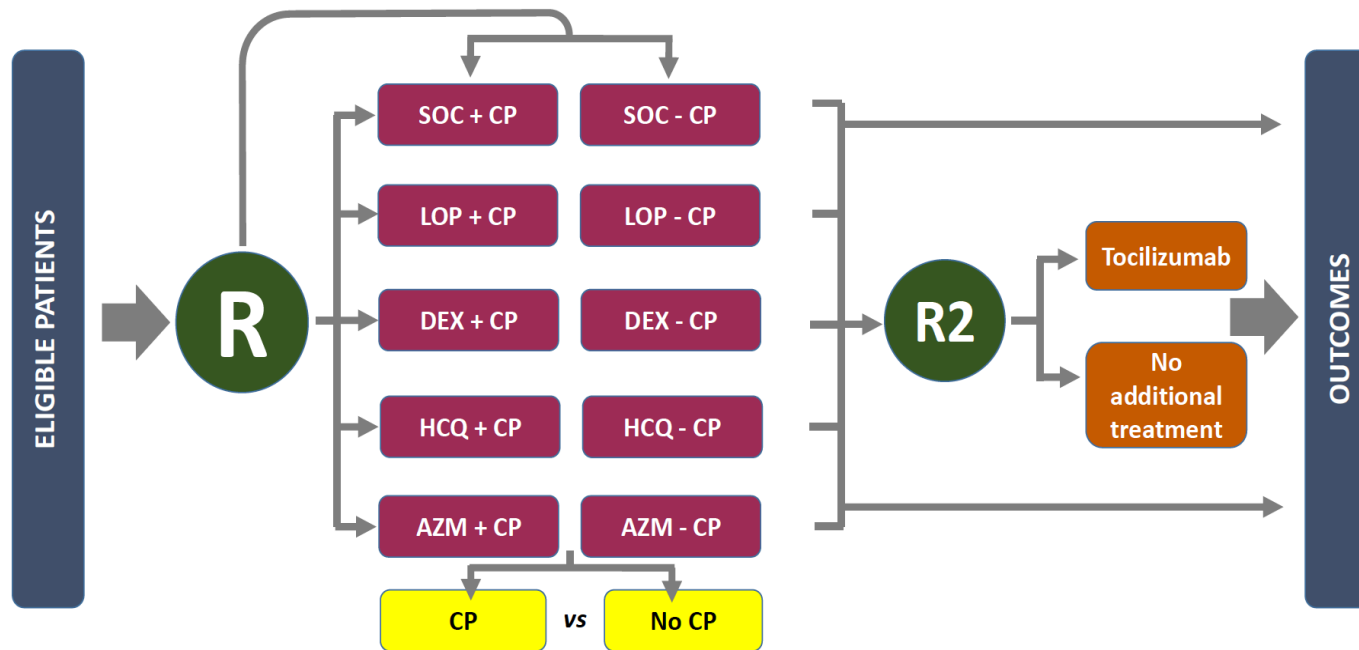 ELIGIBLE PATIENTS
R
SOC + CP
SOC - CP
LOP + CP
LOP - CP
DEX + CP
DEX - CP
HCQ + CP
HCQ - CP
AZM + CP
AZM - CP
CP
vs
No CP
R2
Tocilizumab
No
additional
treatment
OUTCOMES